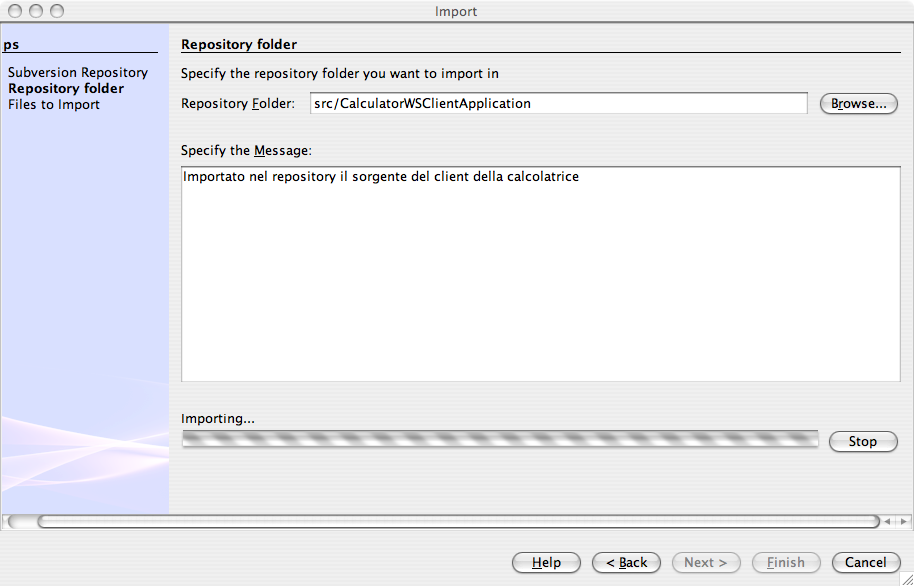 Import
ps
Subversion Repository
Repository folder
Files to Import
Repository folder
Specify the repository folder you want to import in
Repository Folder: src/CalculatorWSClientApplication Browse...
Specify the Message:
Importato nel repository il sorgente del client della calcolatrice
Importing...
Stop
Help < Back Next > Finish Cancel